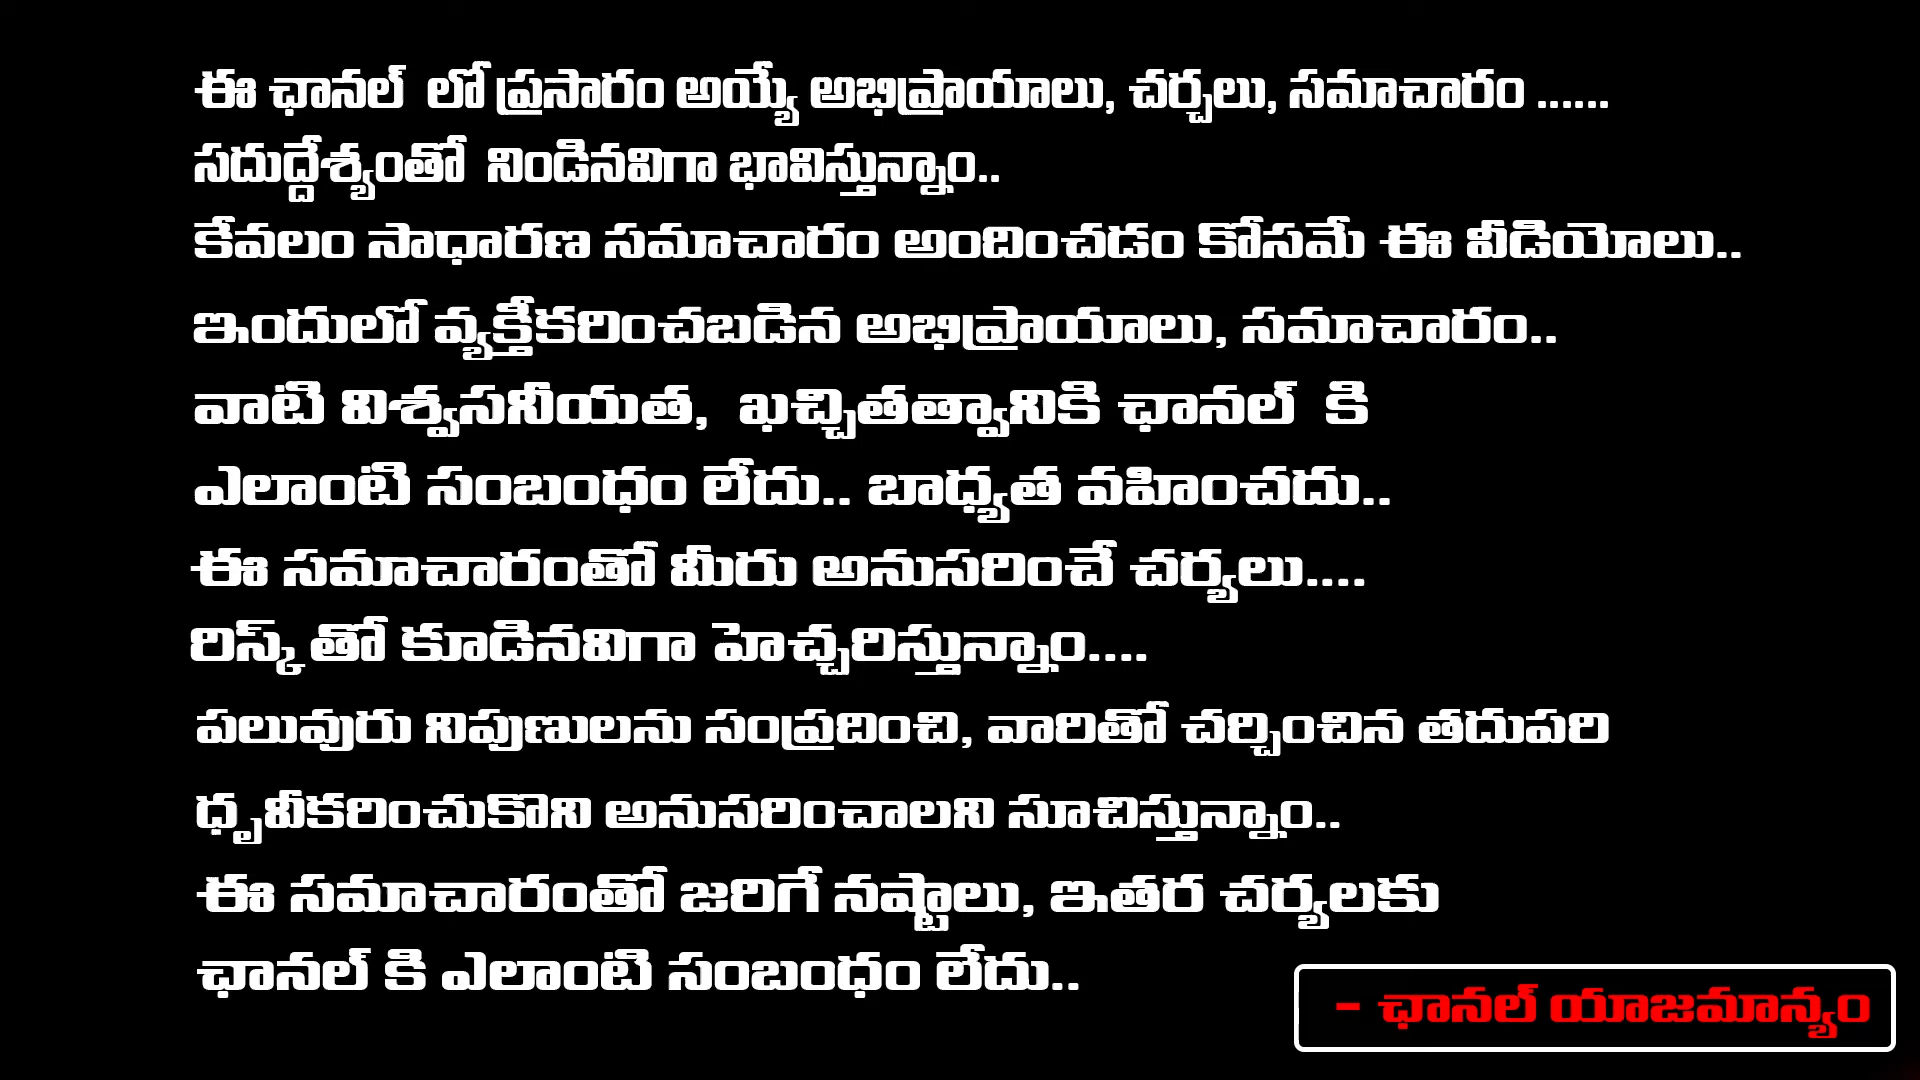 ఈ ఛానల్ లో ప్రసారం అయ్యే అభిప్రాయాలు, చర్చలు, సమాచారం ......
సదుద్దేశ్యంతో నిండినవిగా భావిస్తున్నాం..
కేవలం సాధారణ సమాచారం అందించడం కోసమే ఈ వీడియోలు..
ఇందులో వ్యక్తీకరించబడిన అభిప్రాయాలు, సమాచారం..
వాటి విశ్వసనీయత, ఖచ్చితత్వానికి ఛానల్ కి
ఎలాంటి సంబంధం లేదు.. బాధ్యత వహించదు..
ఈ సమాచారంతో మీరు అనుసరించే చర్యలు....
రిస్క్ తో కూడినవిగా హెచ్చరిస్తున్నాం....
పలువురు నిపుణులను సంప్రదించి, వారితో చర్చించిన తదుపరి
ధృవీకరించుకొని అనుసరించాలని సూచిస్తున్నాం..
ఈ సమాచారంతో జరిగే నష్టాలు, ఇతర చర్యలకు
ఛానల్ కి ఎలాంటి సంబంధం లేదు..
- ఛానల్ యాజమాన్యం